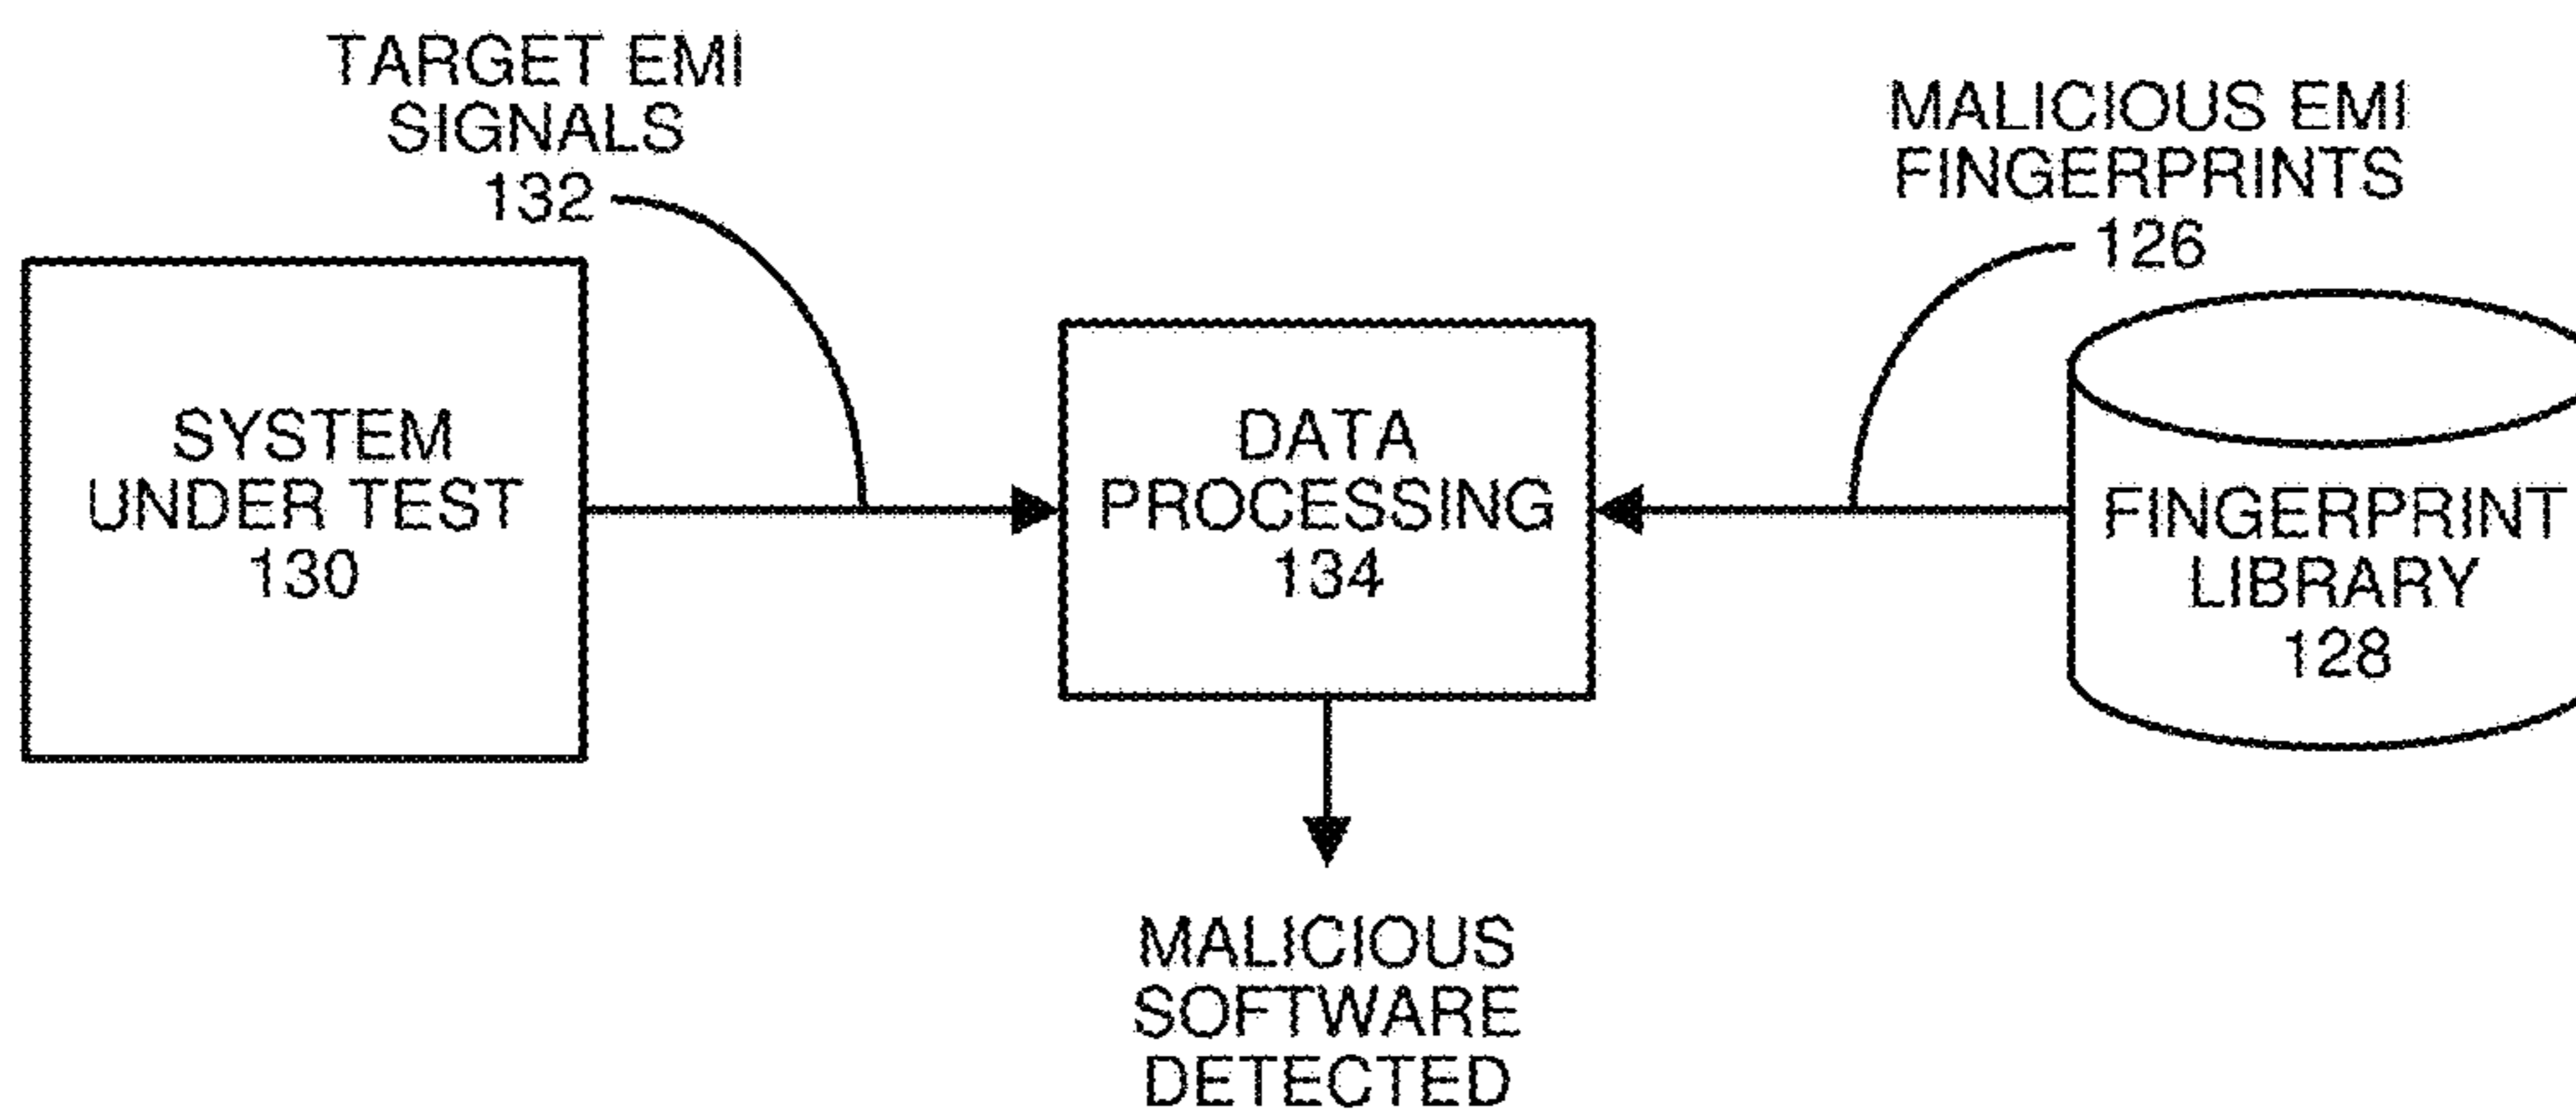 TARGET EMI
SIGNALS
132
MALICIOUS EMI
FINGERPRINTS
126
SYSTEM
UNDER TEST
130
DATA
PROCESSING
134
FINGERPRINT
LIBRARY
128
MALICIOUS
SOFTWARE
DETECTED